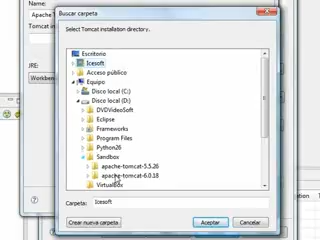 Buscar carpeta
Select Tomcat installation directory.
Name:
Apache T
JRE:
Workben
Escritorio
Icesoft
Acceso público
Equipo
Disco local (C:)
Disco local (D:)
DVDVideoSoft
Eclipse
Frameworks
Program Files
Python26
Sandbox
apache-tomcat-5.5.26
apache-tomcat-6.0.18
VirtualBox
Carpeta:
Icesoft
Crear nueva carpeta
Aceptar
Cancelar